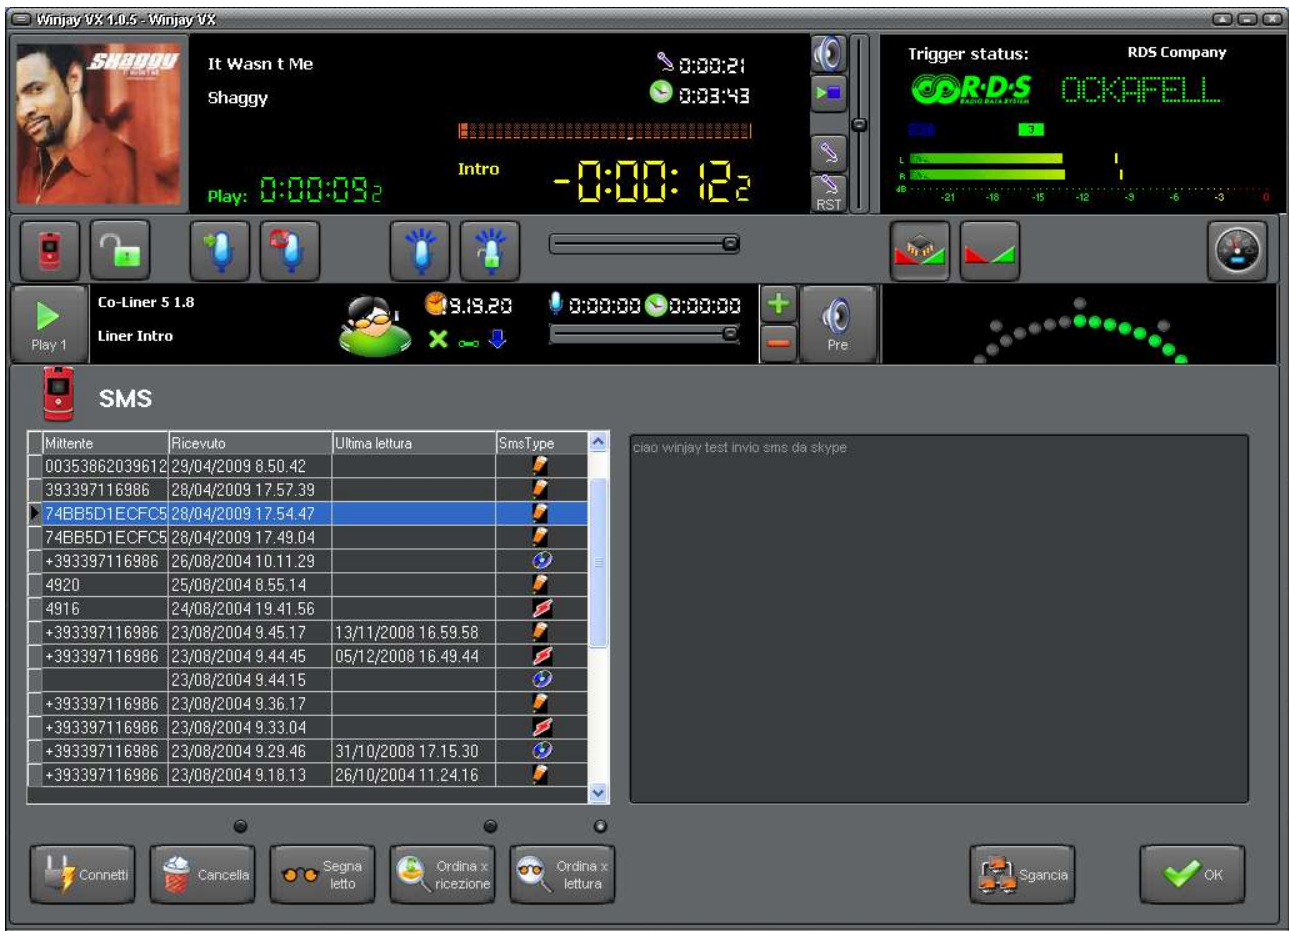 Winjay VX 1.0.5 - Winjay VX
SHaggy
It Wasn t Me
Shaggy
0:00:21
0:03:43
Intro
Play: 0:00:09 2
-0:00:12 2
RST
Trigger status:
RDS Company
R·D·S
RADIO DATA SYSTEM
OCKAFELL
3
L
R
dB -21 -18 -15 -12 -9 -6 -3 0
Play 1
Co-Liner 5 1.8
Liner Intro
19.19.20
0:00:00 0:00:00
Pre
SMS
Mittente Ricevuto Ultima lettura SmsType
00353862039612 29/04/2009 8.50.42
393397116986 28/04/2009 17.57.39
74BB5D1ECFC5 28/04/2009 17.54.47
74BB5D1ECFC5 28/04/2009 17.49.04
+393397116986 26/08/2004 10.11.29
4920 25/08/2004 8.55.14
4916 24/08/2004 19.41.56
+393397116986 23/08/2004 9.45.17 13/11/2008 16.59.58
+393397116986 23/08/2004 9.44.45 05/12/2008 16.49.44
23/08/2004 9.44.15
+393397116986 23/08/2004 9.36.17
+393397116986 23/08/2004 9.33.04
+393397116986 23/08/2004 9.29.46 31/10/2008 17.15.30
+393397116986 23/08/2004 9.18.13 26/10/2004 11.24.16
ciao winjay test invio sms da skype
Connetti
Cancella
Segna
letto
Ordina x
ricezione
Ordina x
lettura
Sgancia
OK